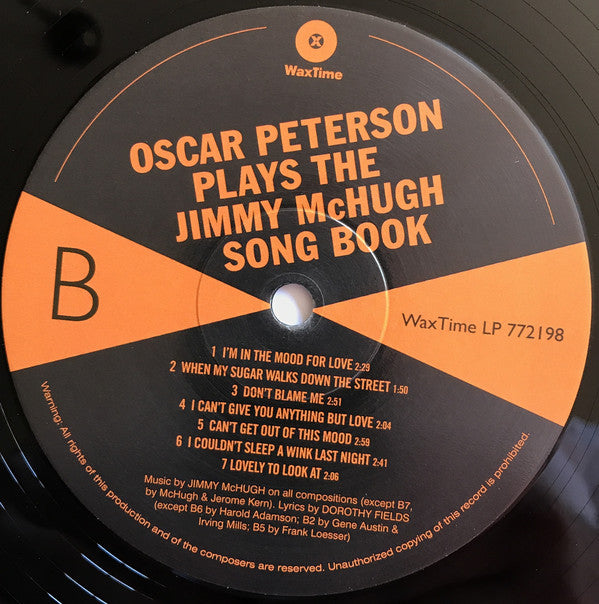 WaxTime
OSCAR PETERSON
PLAYS THE
JIMMY McHUGH
SONG BOOK
B
WaxTime LP 772198
1 I'M IN THE MOOD FOR LOVE 2:29
2 WHEN MY SUGAR WALKS DOWN THE STREET 1:50
3 DON'T BLAME ME 2:51
4 I CAN'T GIVE YOU ANYTHING BUT LOVE 2:04
5 CAN'T GET OUT OF THIS MOOD 2:59
6 I COULDN'T SLEEP A WINK LAST NIGHT 2:41
7 LOVELY TO LOOK AT 2:06
Music by JIMMY McHUGH on all compositions (except B7,
by McHugh & Jerome Kern). Lyrics by DOROTHY FIELDS
(except B6 by Harold Adamson; B2 by Gene Austin &
Irving Mills; B5 by Frank Loesser)
Warning: All rights of this production and of the composers are reserved. Unauthorized copying of this record is prohibited.